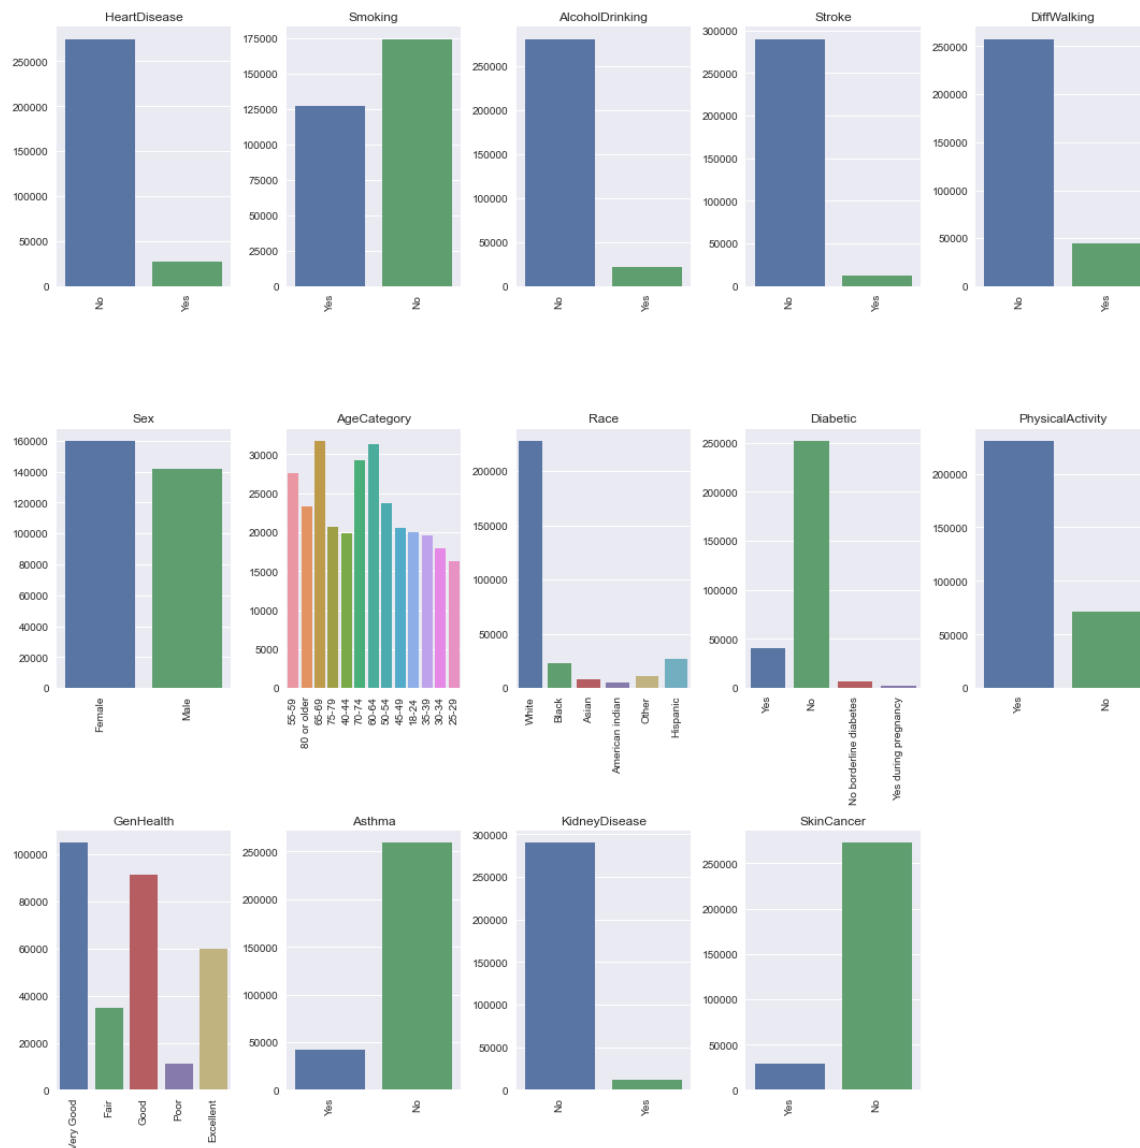 HeartDisease
250000
200000
150000
100000
50000
0
No
Yes
Smoking
175000
150000
125000
100000
75000
50000
25000
0
Yes
No
AlcoholDrinking
250000
200000
150000
100000
50000
0
No
Yes
Stroke
300000
250000
200000
150000
100000
50000
0
No
Yes
DiffWalking
250000
200000
150000
100000
50000
0
No
Yes
Sex
160000
140000
120000
100000
80000
60000
40000
20000
0
Female
Male
AgeCategory
30000
25000
20000
15000
10000
5000
0
55-59
80 or older
65-69
75-79
40-44
70-74
60-64
50-54
45-49
18-24
35-39
30-34
25-29
Race
200000
150000
100000
50000
0
White
Black
Asian
American indian
Other
Hispanic
Diabetic
250000
200000
150000
100000
50000
0
Yes
No
No borderline diabetes
Yes during pregnancy
PhysicalActivity
200000
150000
100000
50000
0
Yes
No
GenHealth
100000
80000
60000
40000
20000
0
Very Good
Fair
Good
Poor
Excellent
Asthma
250000
200000
150000
100000
50000
0
Yes
No
KidneyDisease
300000
250000
200000
150000
100000
50000
0
No
Yes
SkinCancer
250000
200000
150000
100000
50000
0
Yes
No